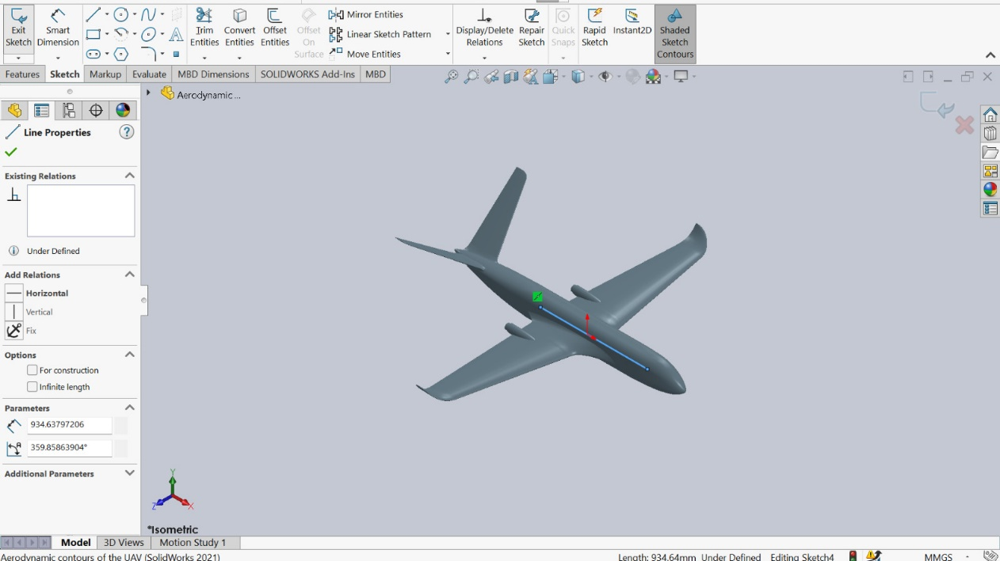 Exit Sketch
Smart Dimension
Trim Entities
Convert Entities
Offset Entities
Offset On Surface
Mirror Entities
Linear Sketch Pattern
Move Entities
Display/Delete Relations
Repair Sketch
Quick Snaps
Rapid Sketch
Instant2D
Shaded Sketch Contours
Features
Sketch
Markup
Evaluate
MBD Dimensions
SOLIDWORKS Add-Ins
MBD
Aerodynamic ...
Line Properties
Existing Relations
Under Defined
Add Relations
Horizontal
Vertical
Fix
Options
For construction
Infinite length
Parameters
934.63797206
359.85863904°
Additional Parameters
Y
Z
X
*Isometric
Model
3D Views
Motion Study 1
Aerodynamic contours of the UAV (SolidWorks 2021)
Length: 934.64mm
Under Defined
Editing Sketch4
MMGS